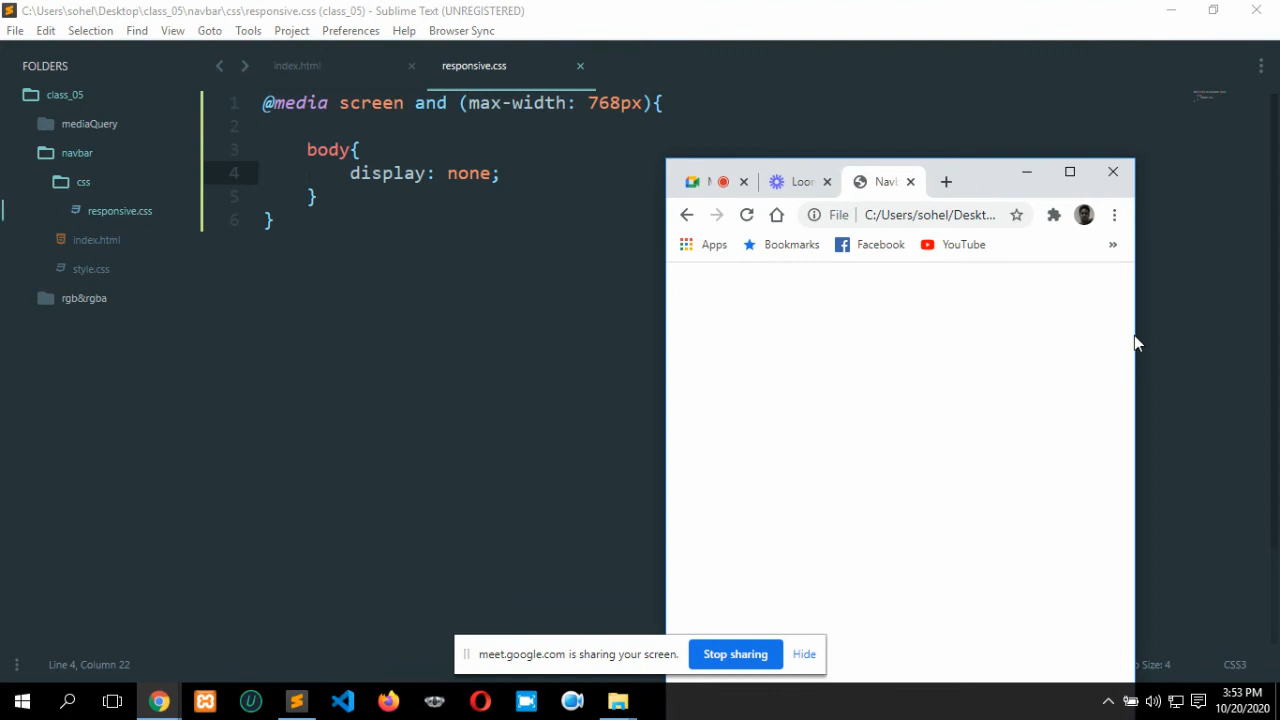 C:\Users\sohel\Desktop\class_05\navbar\css\responsive.css (class_05) - Sublime Text (UNREGISTERED)
File Edit Selection Find View Goto Tools Project Preferences Help Browser Sync
FOLDERS
class_05
mediaQuery
navbar
css
responsive.css
index.html
style.css
rgb&rgba
index.html
responsive.css
1 @media screen and (max-width: 768px){
2
3 body{
4 display: none;
5 }
6 }
Loor
Navb
File C:/Users/sohel/Deskt...
Apps Bookmarks Facebook YouTube »
meet.google.com is sharing your screen. Stop sharing Hide
Line 4, Column 22
Size: 4 CSS3
3:53 PM
10/20/2020